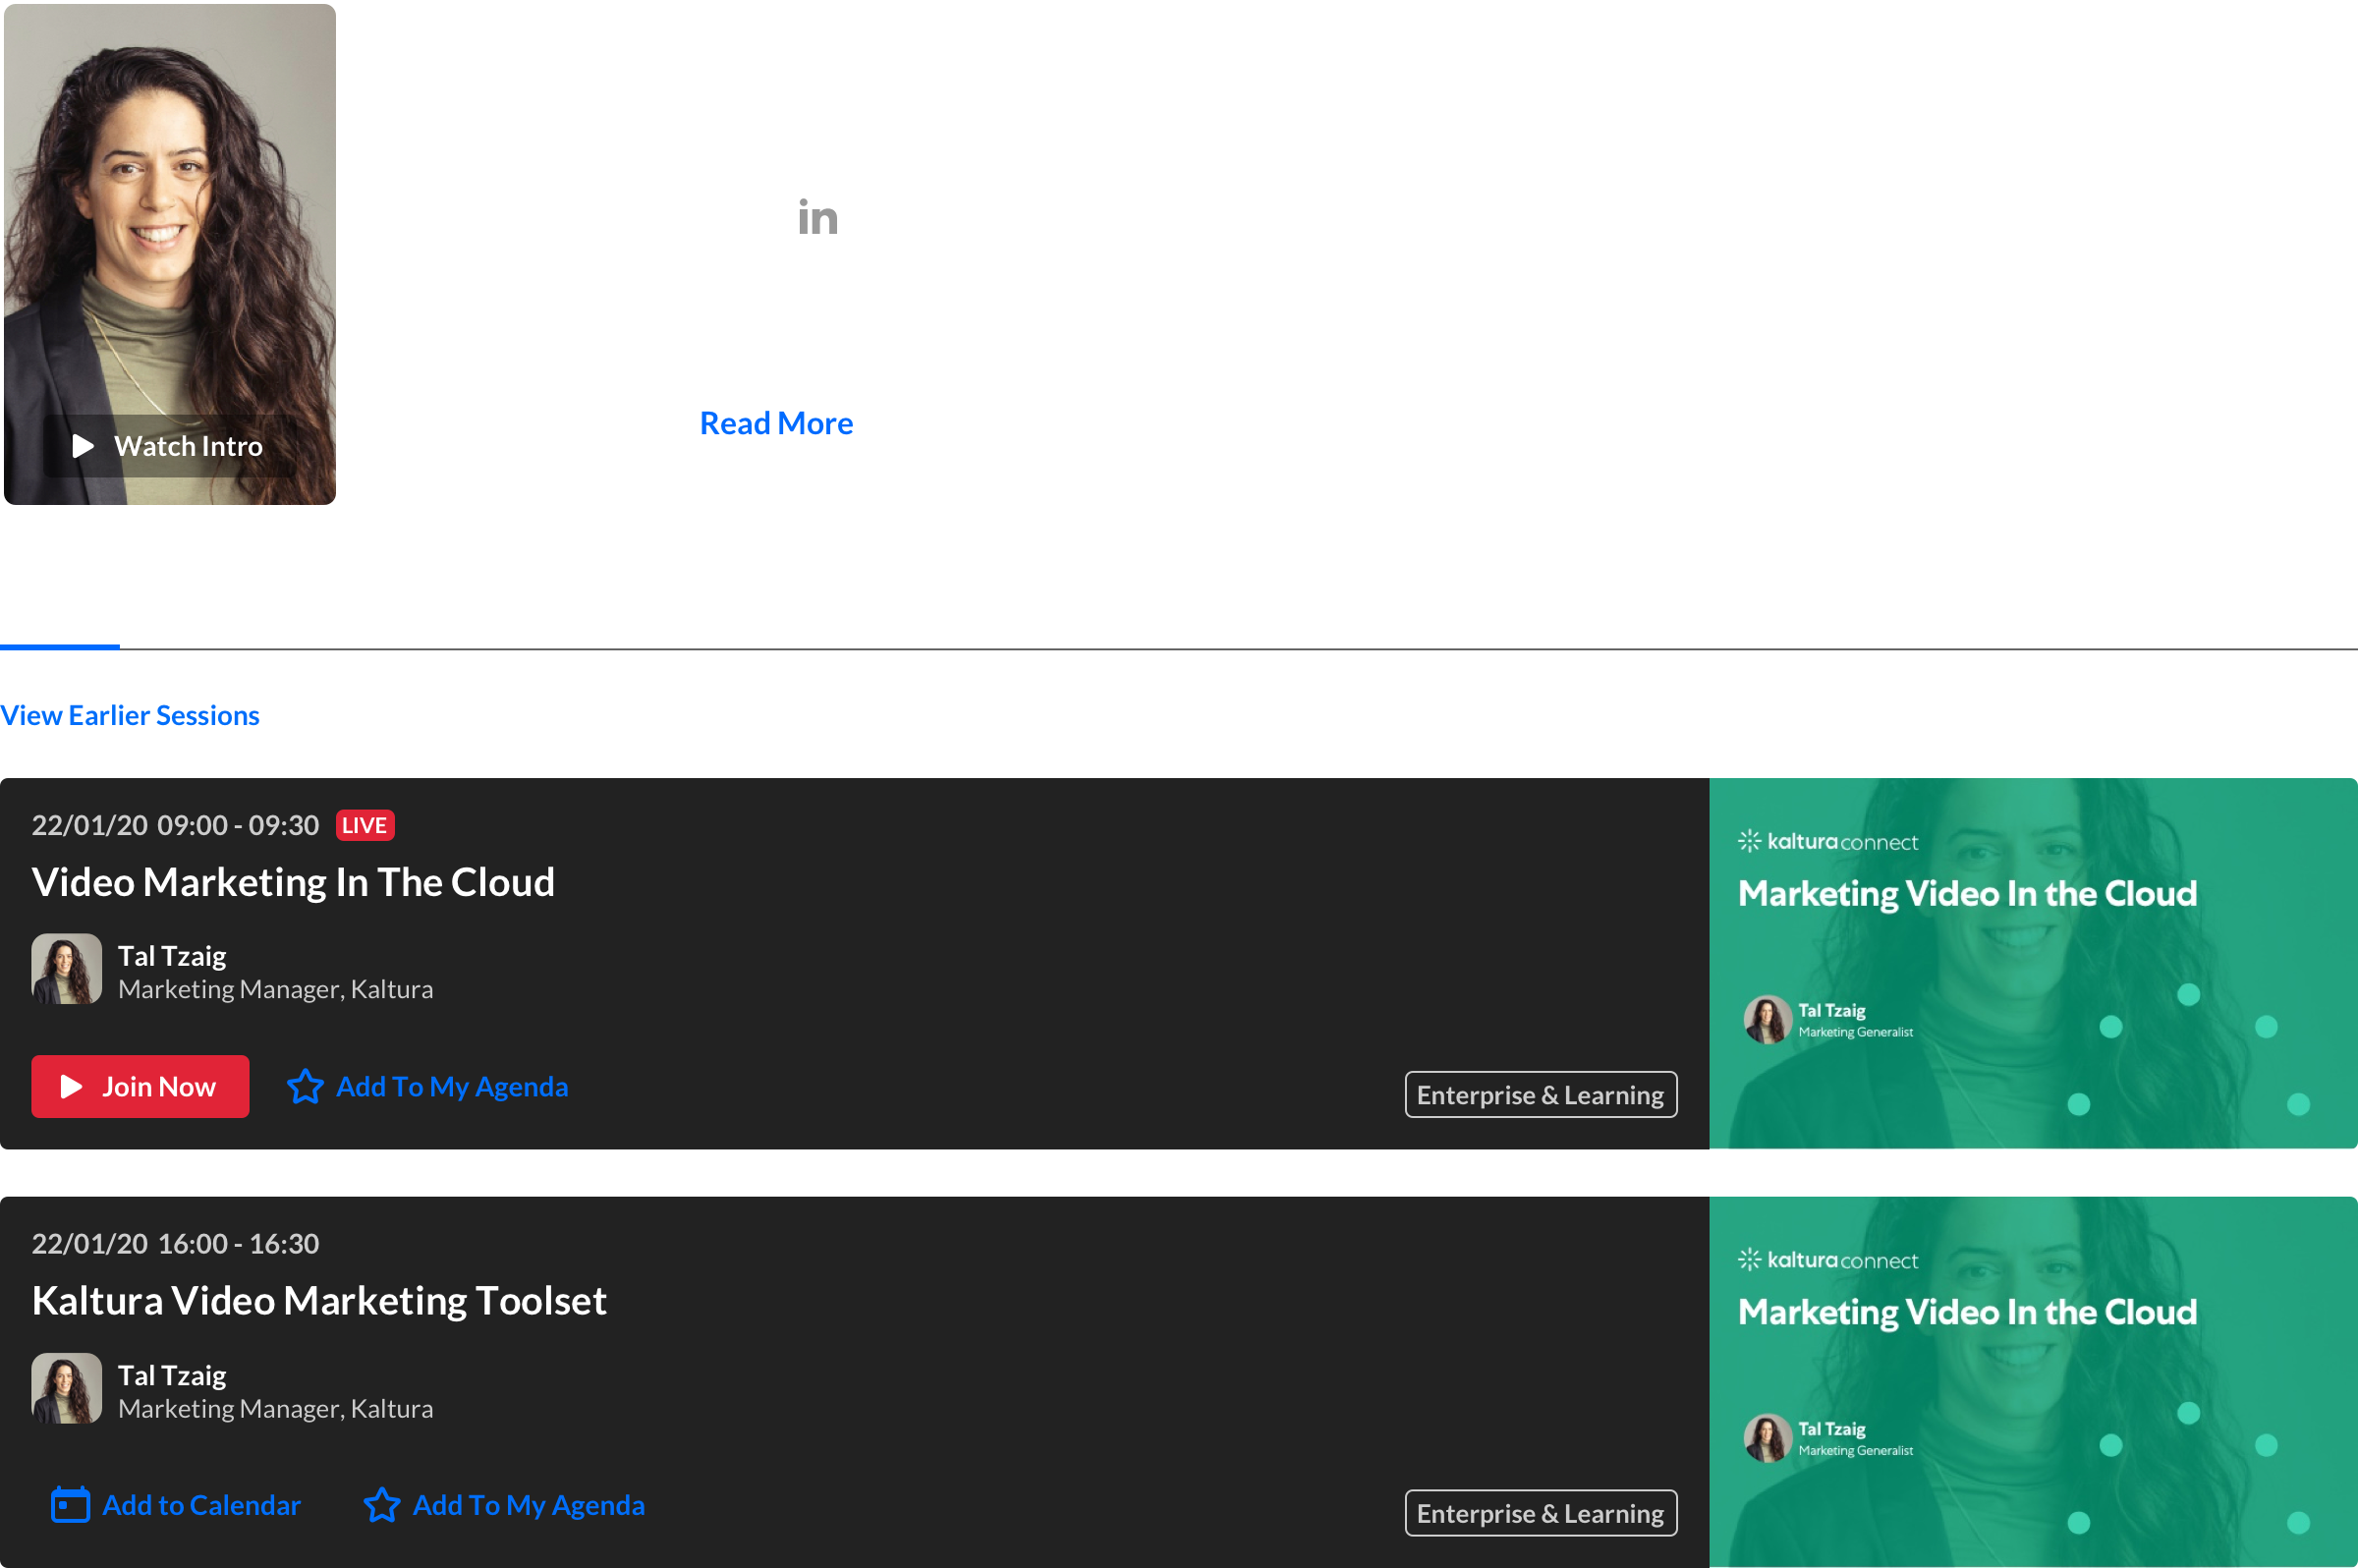 in
Read More
Watch Intro
View Earlier Sessions
22/01/20 09:00 - 09:30 LIVE
Video Marketing In The Cloud
Tal Tzaig
Marketing Manager, Kaltura
Join Now
Add To My Agenda
Enterprise & Learning
kaltura connect
Marketing Video In the Cloud
Tal Tzaig
Marketing Generalist
22/01/20 16:00 - 16:30
Kaltura Video Marketing Toolset
Tal Tzaig
Marketing Manager, Kaltura
Add to Calendar
Add To My Agenda
Enterprise & Learning
kaltura connect
Marketing Video In the Cloud
Tal Tzaig
Marketing Generalist